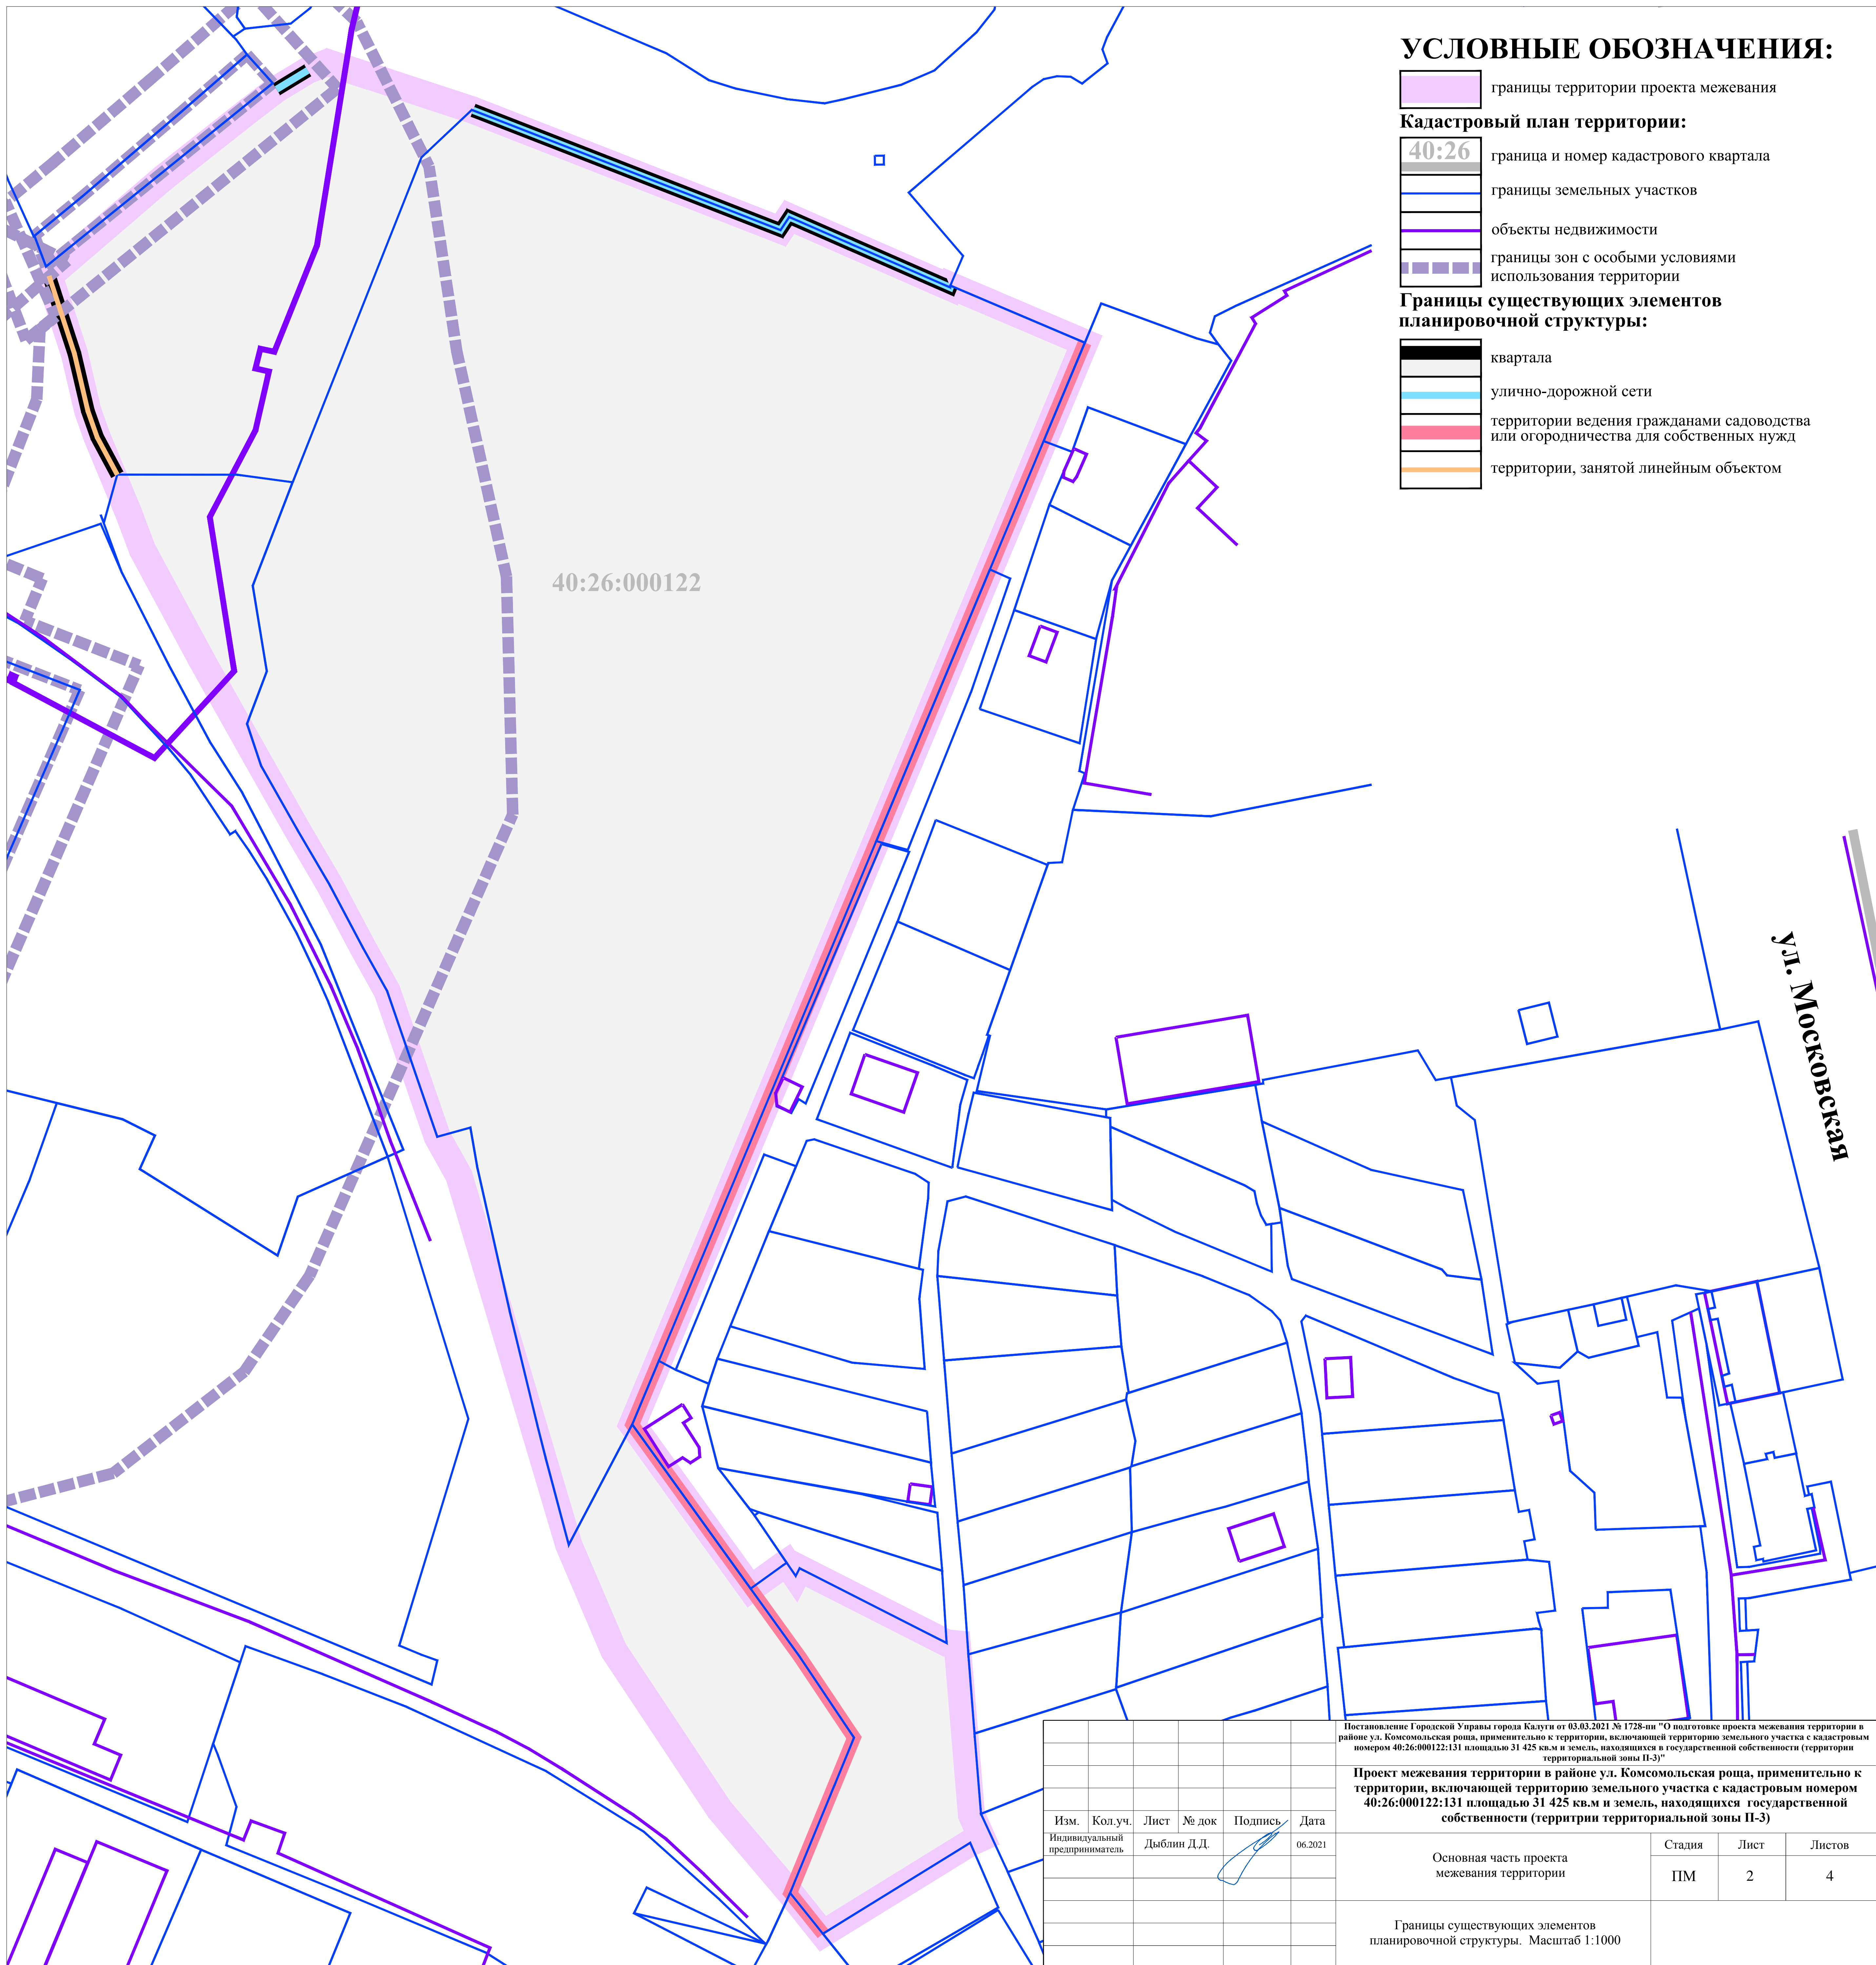 УСЛОВНЫЕ ОБОЗНАЧЕНИЯ:
границы территории проекта межевания
Кадастровый план территории:
40:26
граница и номер кадастрового квартала
границы земельных участков
объекты недвижимости
границы зон с особыми условиями
использования территории
Границы существующих элементов
планировочной структуры:
квартала
улично-дорожной сети
территории ведения гражданами садоводства
или огородничества для собственных нужд
территории, занятой линейным объектом
40:26:000122
ул. Московская
Постановление Городской Управы города Калуги от 03.03.2021 № 1728-пи "О подготовке проекта межевания территории в
районе ул. Комсомольская роща, применительно к территории, включающей территорию земельного участка с кадастровым
номером 40:26:000122:131 площадью 31 425 кв.м и земель, находящихся в государственной собственности (территории
территориальной зоны П-3)"
Проект межевания территории в районе ул. Комсомольская роща, применительно к
территории, включающей территорию земельного участка с кадастровым номером
40:26:000122:131 площадью 31 425 кв.м и земель, находящихся государственной
собственности (территрии территориальной зоны П-3)
Изм. Кол.уч. Лист № док Подпись Дата
Индивидуальный
предприниматель
Дыблин Д.Д.
06.2021
Основная часть проекта
межевания территории
Стадия Лист Листов
ПМ 2 4
Границы существующих элементов
планировочной структуры. Масштаб 1:1000